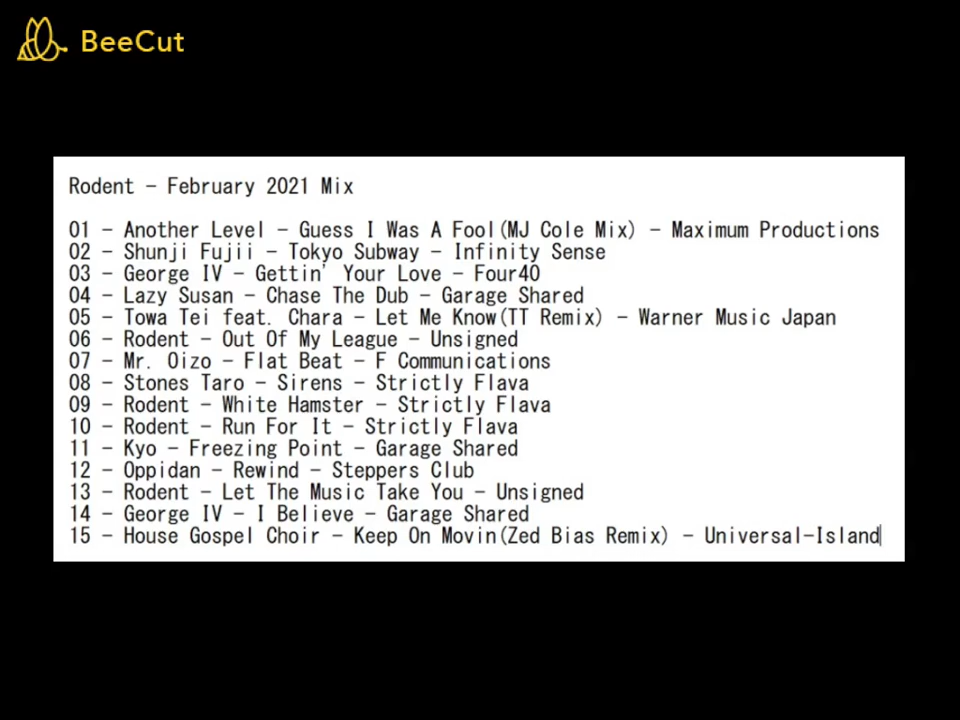 BeeCut
Rodent - February 2021 Mix
01 - Another Level - Guess I Was A Fool(MJ Cole Mix) - Maximum Productions
02 - Shunji Fujii - Tokyo Subway - Infinity Sense
03 - George IV - Gettin' Your Love - Four40
04 - Lazy Susan - Chase The Dub - Garage Shared
05 - Towa Tei feat. Chara - Let Me Know(TT Remix) - Warner Music Japan
06 - Rodent - Out Of My League - Unsigned
07 - Mr. Oizo - Flat Beat - F Communications
08 - Stones Taro - Sirens - Strictly Flava
09 - Rodent - White Hamster - Strictly Flava
10 - Rodent - Run For It - Strictly Flava
11 - Kyo - Freezing Point - Garage Shared
12 - Oppidan - Rewind - Steppers Club
13 - Rodent - Let The Music Take You - Unsigned
14 - George IV - I Believe - Garage Shared
15 - House Gospel Choir - Keep On Movin(Zed Bias Remix) - Universal-Island